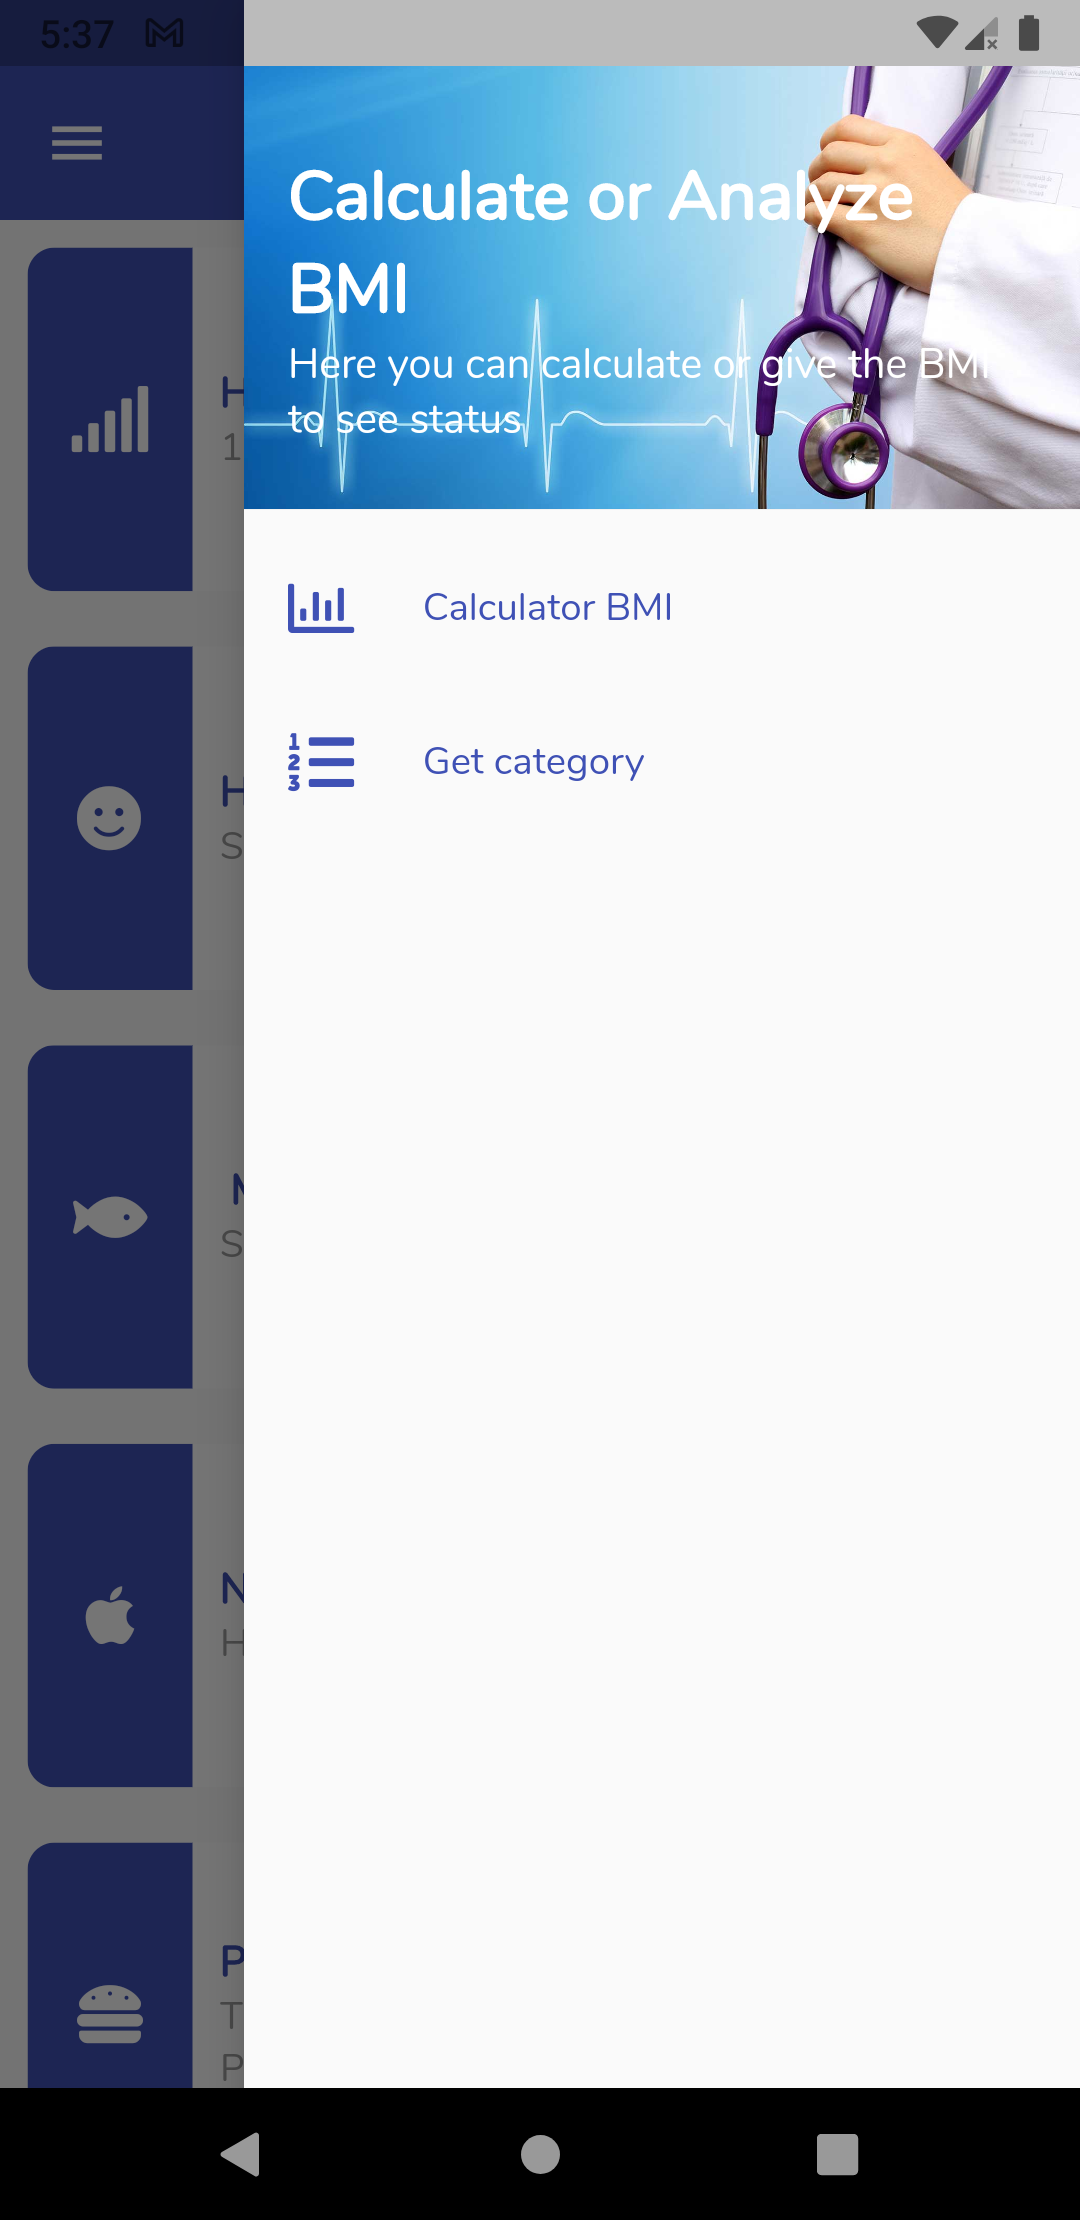 5:37
Calculate or Analyze
BMI
Here you can calculate or give the BMI
to see status
Calculator BMI
Get category